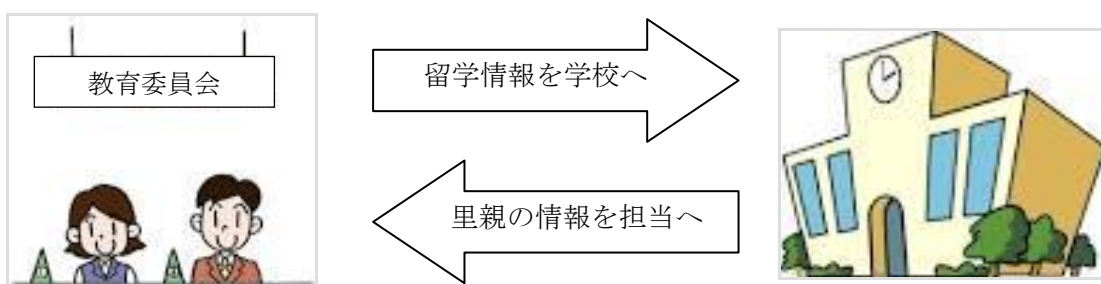 教育委員会
留学情報を学校へ
里親の情報を担当へ